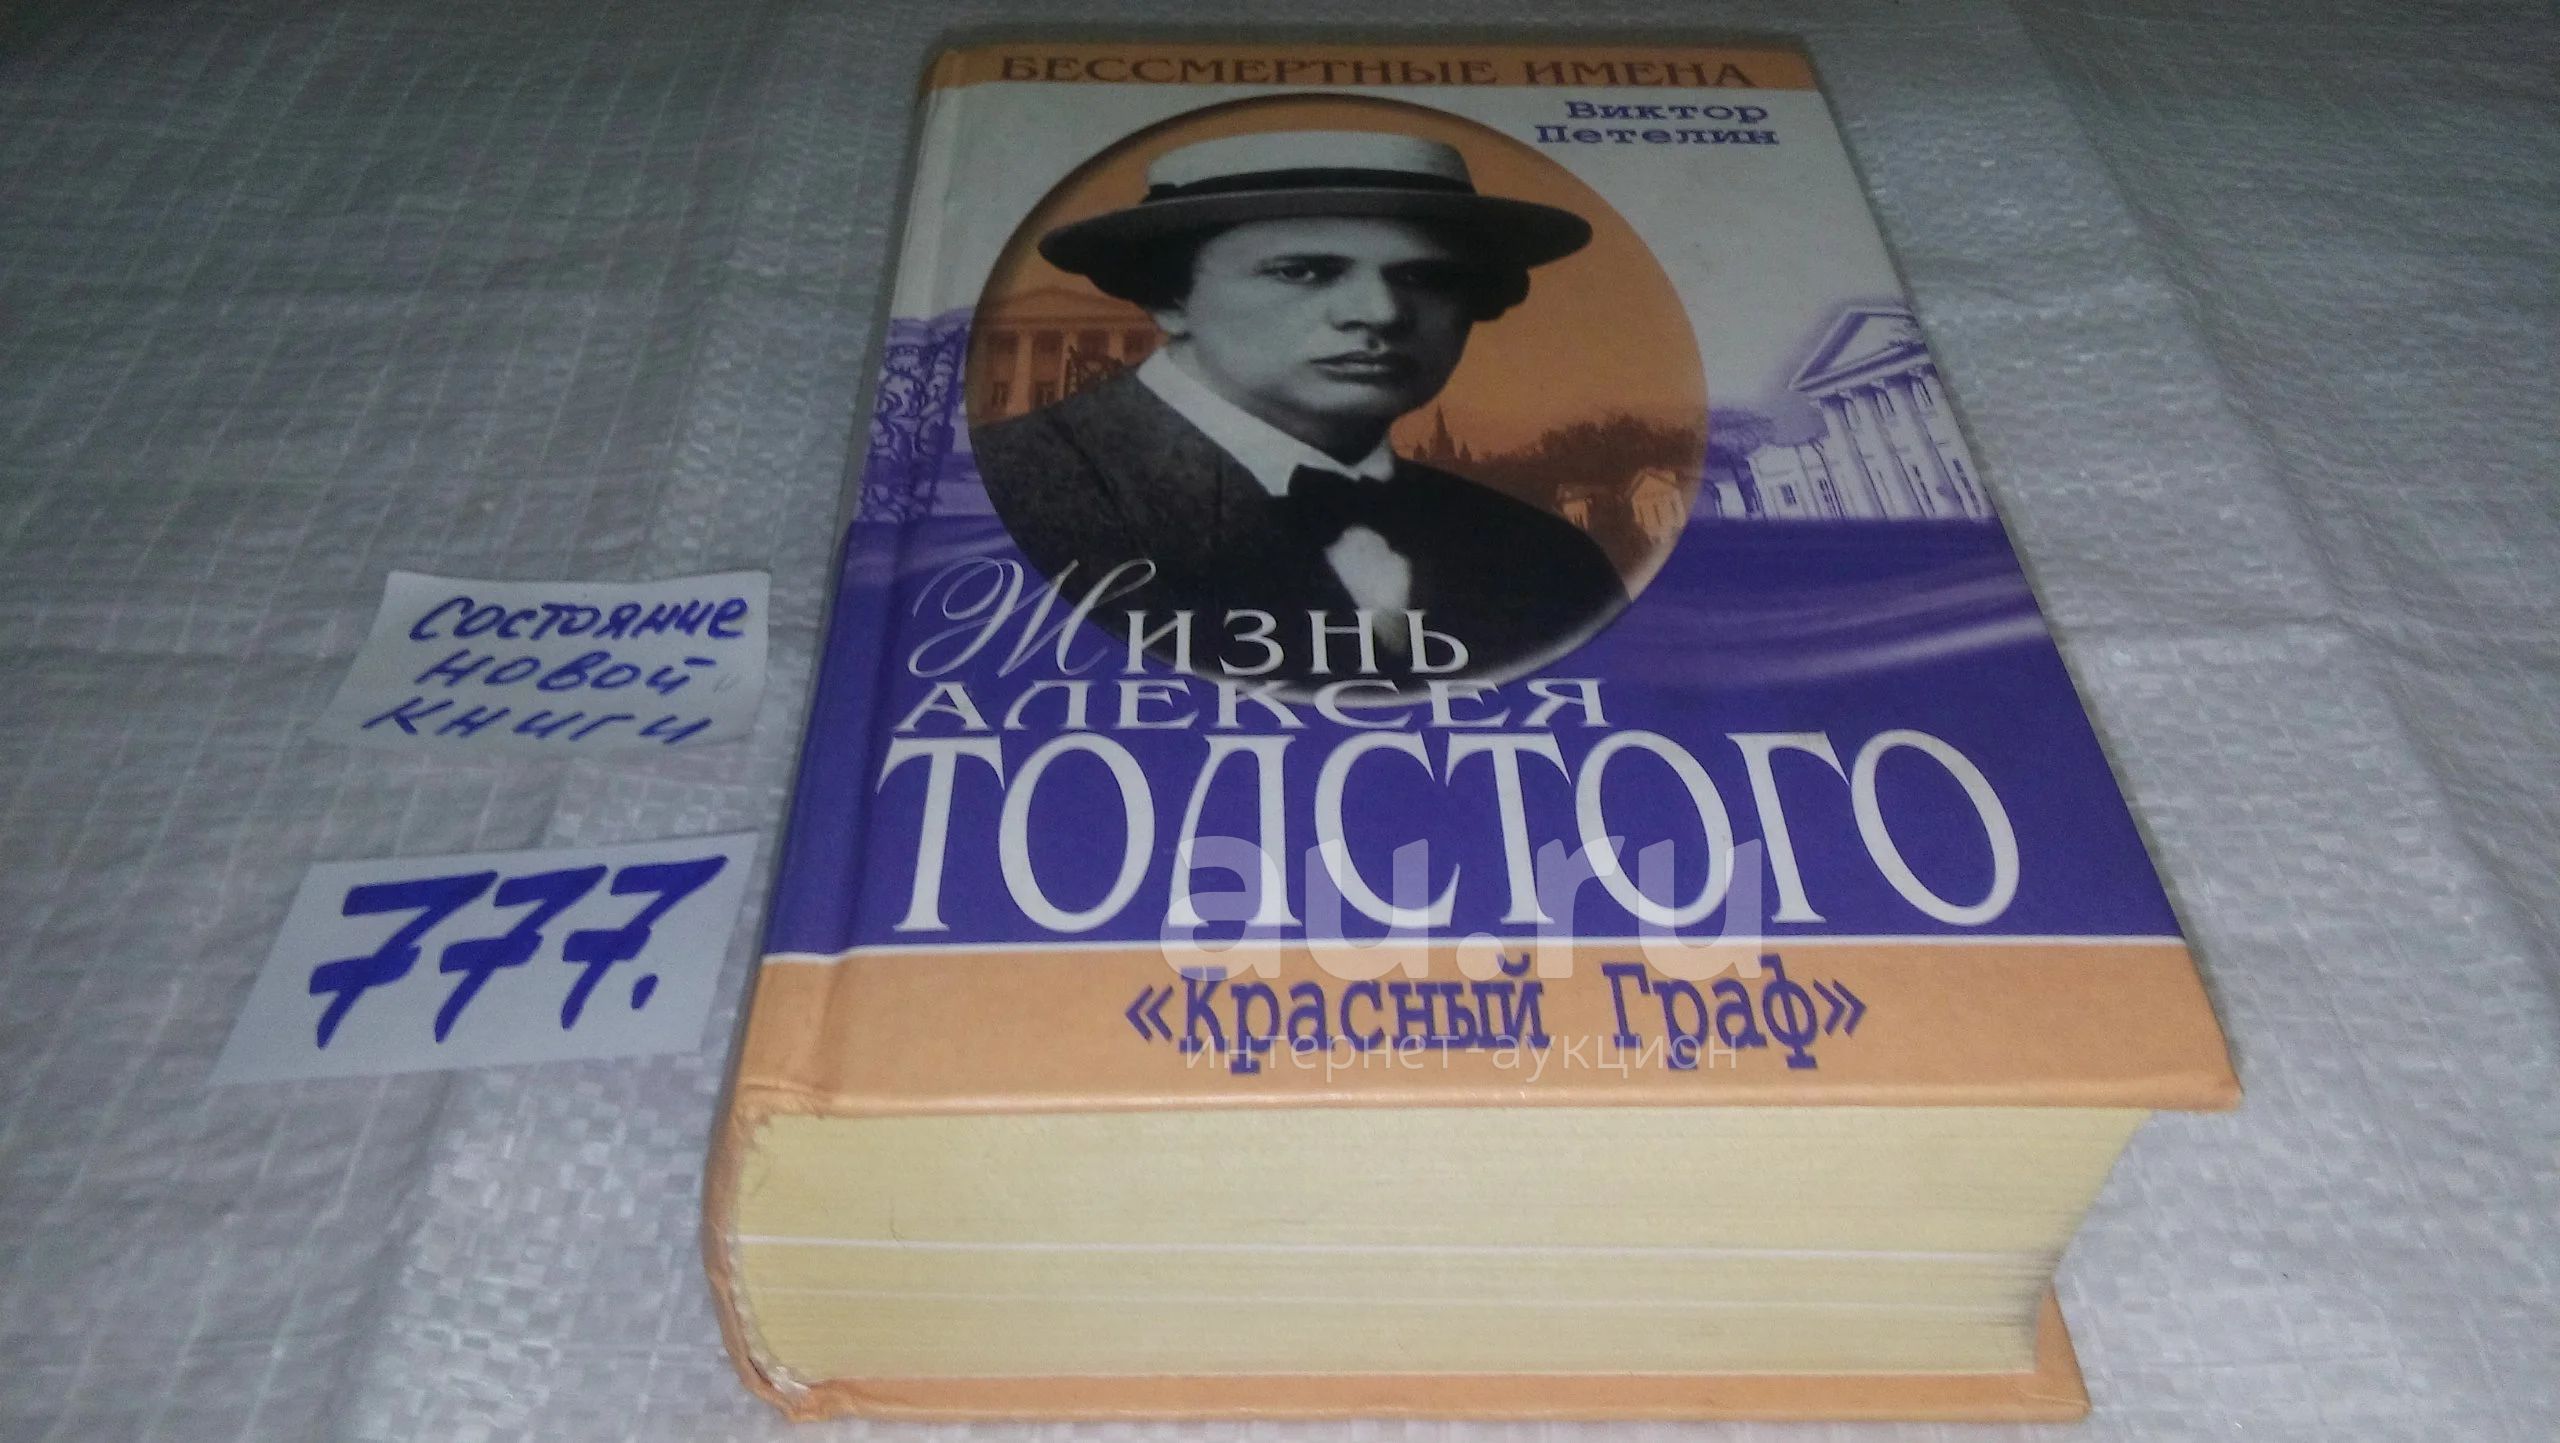 БЕССМЕРТНЫЕ ИМЕНА
Виктор
Петелин
Жизнь
АЛЕКСЕЯ
ТОЛСТОГО
«Красный Граф»
состояние
новой
книги
777.
au.ru
интернет-аукцион